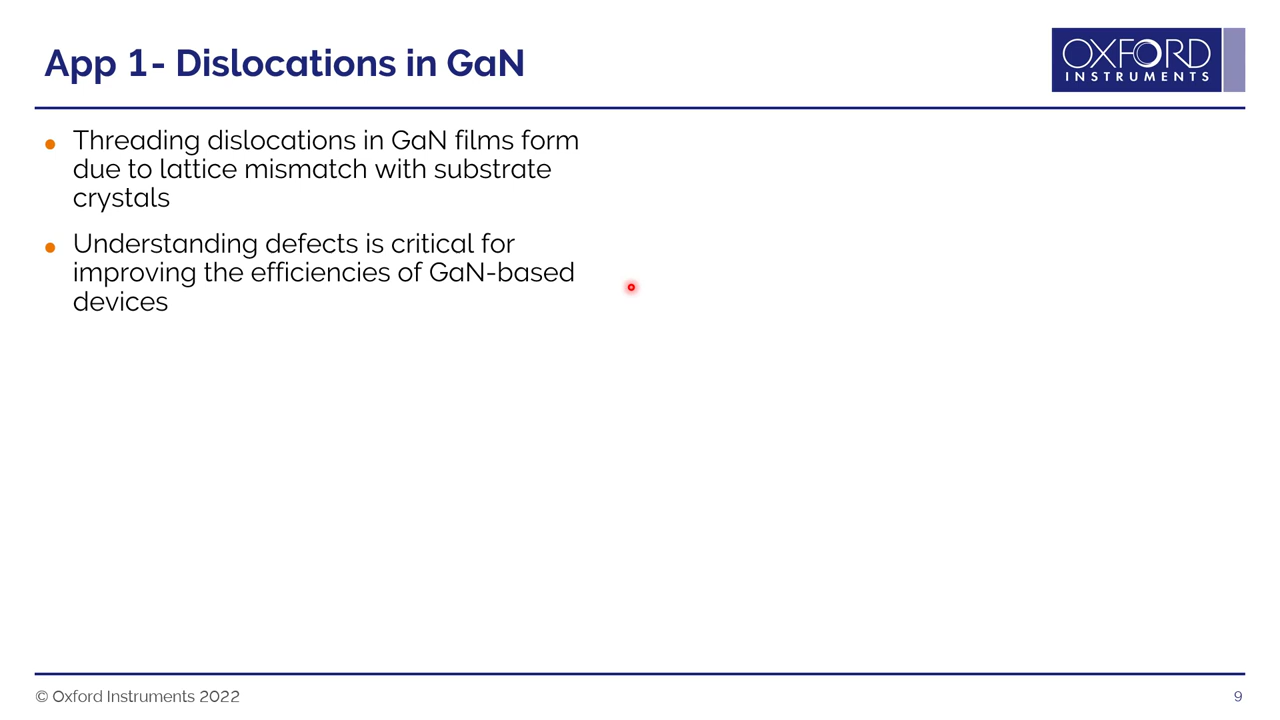 App 1- Dislocations in GaN
OXFORD
INSTRUMENTS
Threading dislocations in GaN films form
due to lattice mismatch with substrate
crystals
Understanding defects is critical for
improving the efficiencies of GaN-based
devices
© Oxford Instruments 2022
9